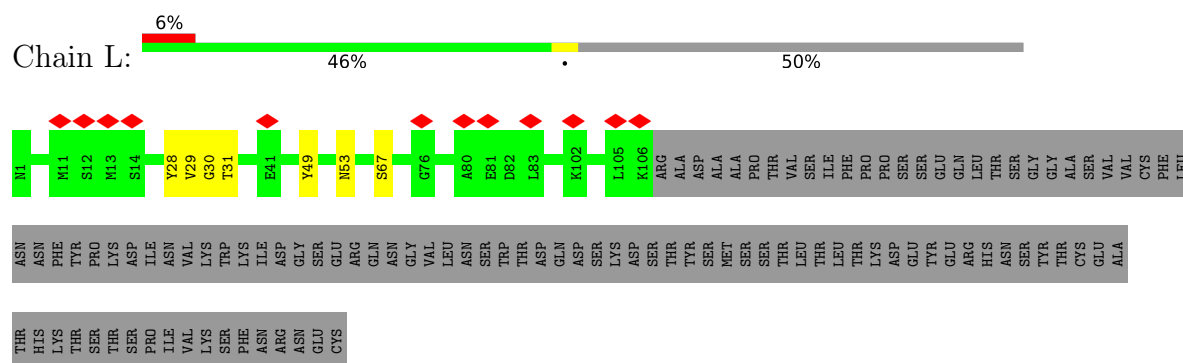 6%
Chain L:
46%
•
50%
N1 M11 S12 M13 S14 Y28 V29 G30 T31 E41 Y49 N53 S67 G76 A80 E81 D82 L83 K102 L105 K106 ARG ALA ASP ALA ALA PRO THR VAL SER ILE PHE PRO PRO SER SER GLU GLN LEU THR SER GLY GLY ALA SER VAL VAL CYS PHE LEU
ASN ASN PHE TYR PRO LYS ASP ILE ASN VAL LYS TRP LYS ILE ASP GLY SER GLU ARG GLN ASN GLY VAL LEU ASN SER TRP THR ASP GLN ASP SER LYS ASP SER THR TYR SER MET SER SER THR LEU THR LEU THR LYS ASP GLU TYR GLU ARG HIS ASN SER TYR THR CYS GLU ALA
THR HIS LYS THR SER THR SER PRO ILE VAL LYS SER PHE ASN ARG ASN GLU CYS